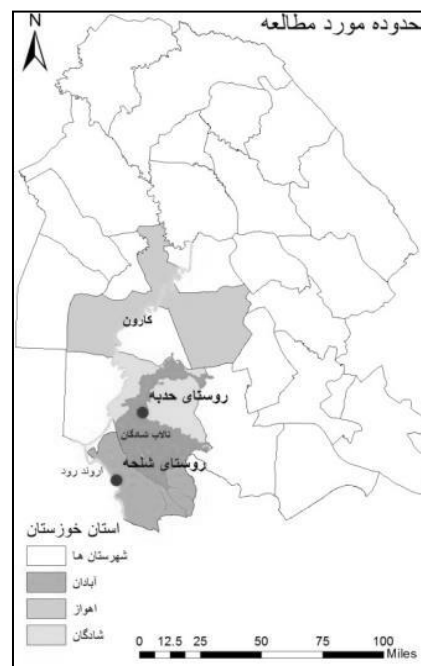 حدوده مورد مطالعه
N
کارون
روستای حدبه
تالاب شادگان
روستای شلحه
اروند رود
استان خوزستان
شهرستان ها
آبادان
اهواز
شادگان
0 12.5 25 50 75 100
Miles